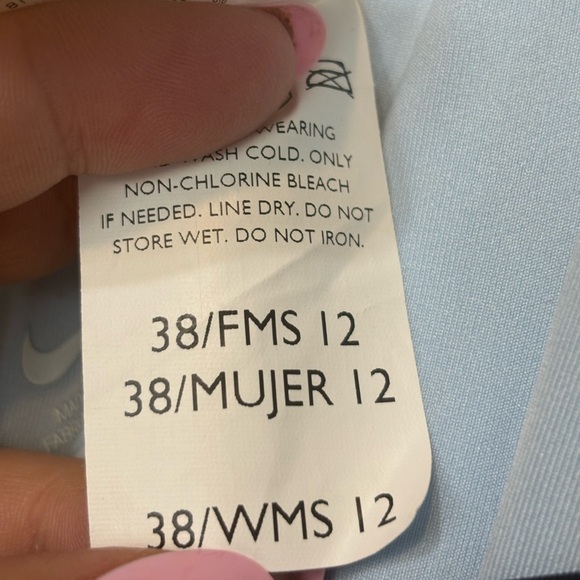 WEARING
WASH COLD. ONLY
NON-CHLORINE BLEACH
IF NEEDED. LINE DRY. DO NOT
STORE WET. DO NOT IRON.
38/FMS 12
38/MUJER 12
38/WMS 12